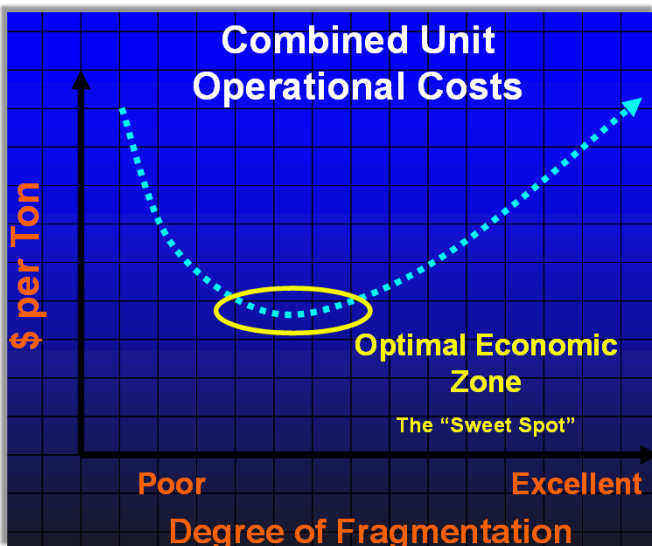 Combined Unit
Operational Costs
$ per Ton
Optimal Economic
Zone
The “Sweet Spot”
Poor
Excellent
Degree of Fragmentation